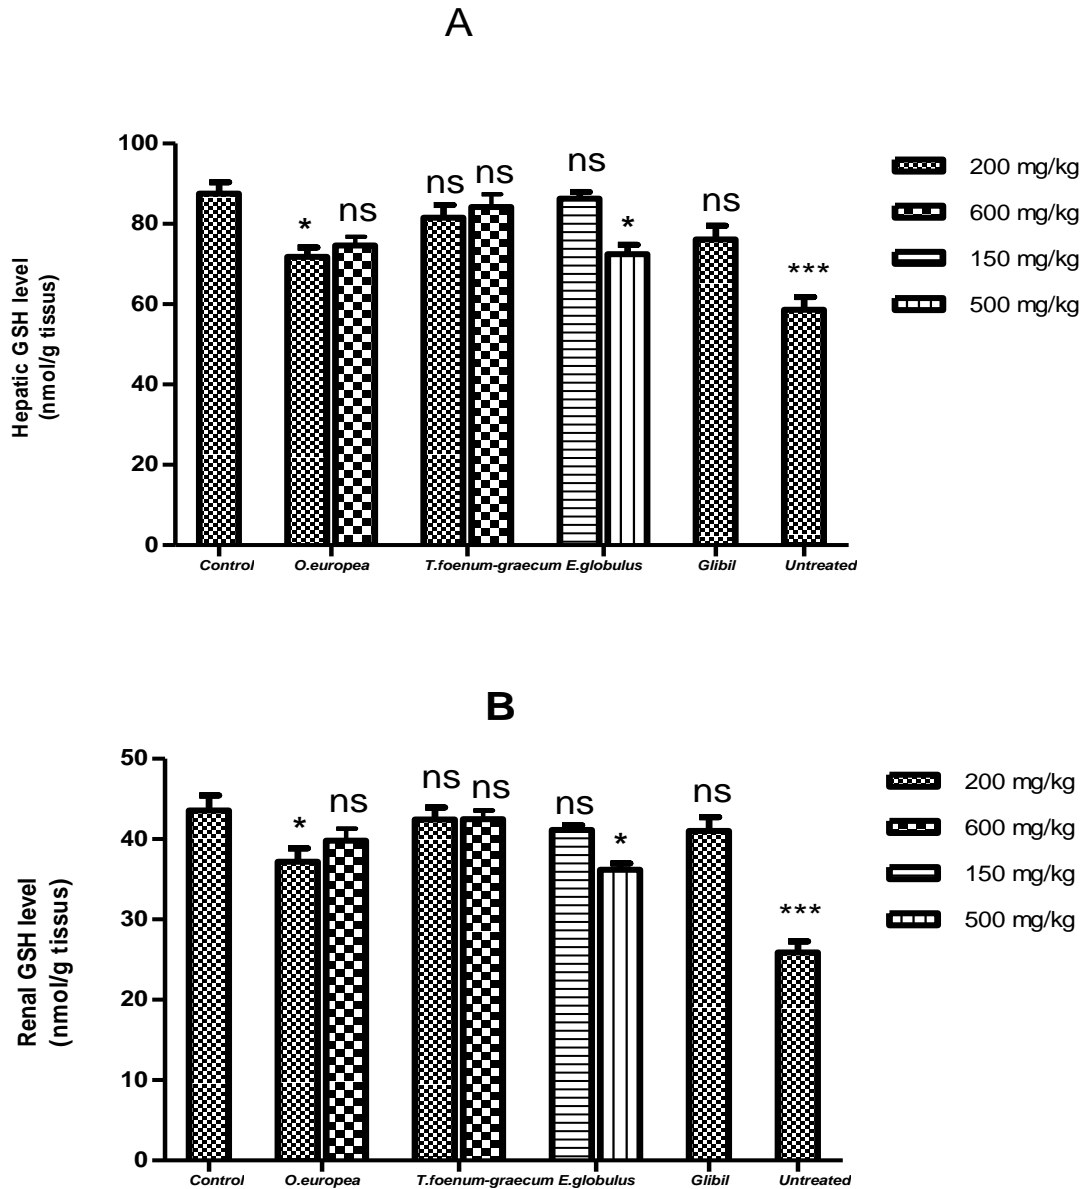 A
100
80
60
40
20
0
Hepatic G SH level
(nmol/g tissus)
ns
ns
ns
ns
ns
*
*
***
Control
O.europea
T.foenum-graecum
E.globulus
Glibil
Untreated
200 mg/kg
600 mg/kg
150 mg/kg
500 mg/kg
B
50
40
30
20
10
0
Renal GSH level
(nmol/g tissus)
*
ns
ns
ns
ns
*
ns
***
Control
O.europea
T.foenum-graecum
E.globulus
Glibil
Untreated
200 mg/kg
600 mg/kg
150 mg/kg
500 mg/kg